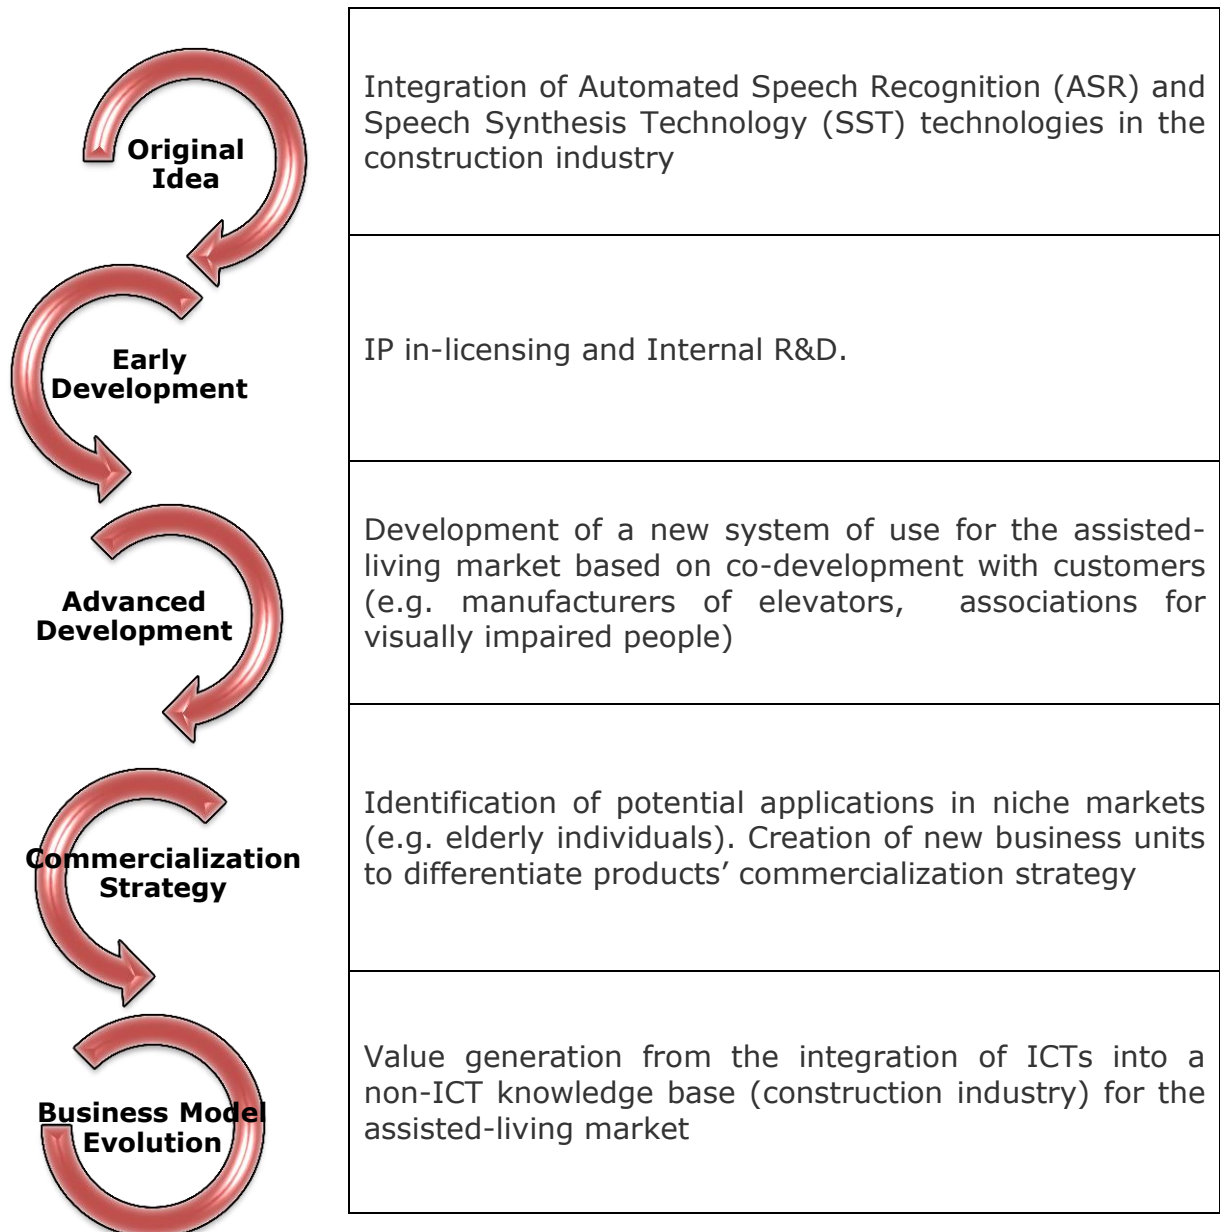 Original
Idea
Integration of Automated Speech Recognition (ASR) and
Speech Synthesis Technology (SST) technologies in the
construction industry
Early
Development
IP in-licensing and Internal R&D.
Advanced
Development
Development of a new system of use for the assisted-
living market based on co-development with customers
(e.g. manufacturers of elevators, associations for
visually impaired people)
Commercialization
Strategy
Identification of potential applications in niche markets
(e.g. elderly individuals). Creation of new business units
to differentiate products’ commercialization strategy
Business Model
Evolution
Value generation from the integration of ICTs into a
non-ICT knowledge base (construction industry) for the
assisted-living market